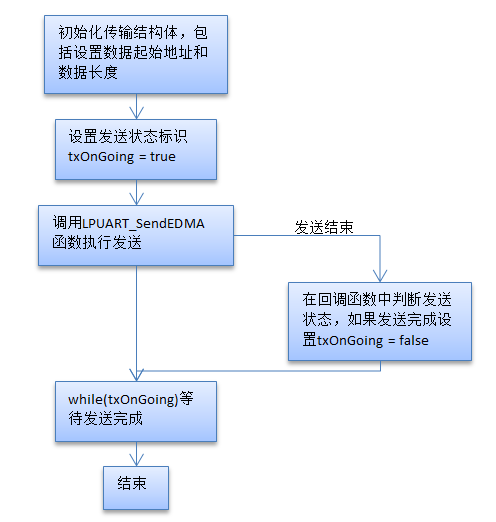 初始化传输结构体，包
括设置数据起始地址和
数据长度
设置发送状态标识
txOnGoing = true
调用LPUART_SendEDMA
函数执行发送
发送结束
在回调函数中判断发送
状态，如果发送完成设
置txOnGoing = false
while(txOnGoing)等
待发送完成
结束